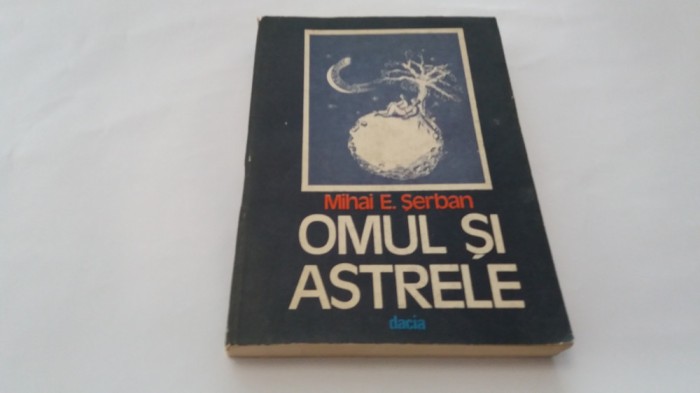 Mihai E. Şerban
OMUL ŞI
ASTRELE
dacia